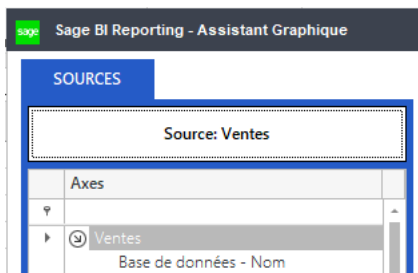 sage Sage BI Reporting - Assistant Graphique
SOURCES
Source: Ventes
Axes
Ventes
Base de données - Nom